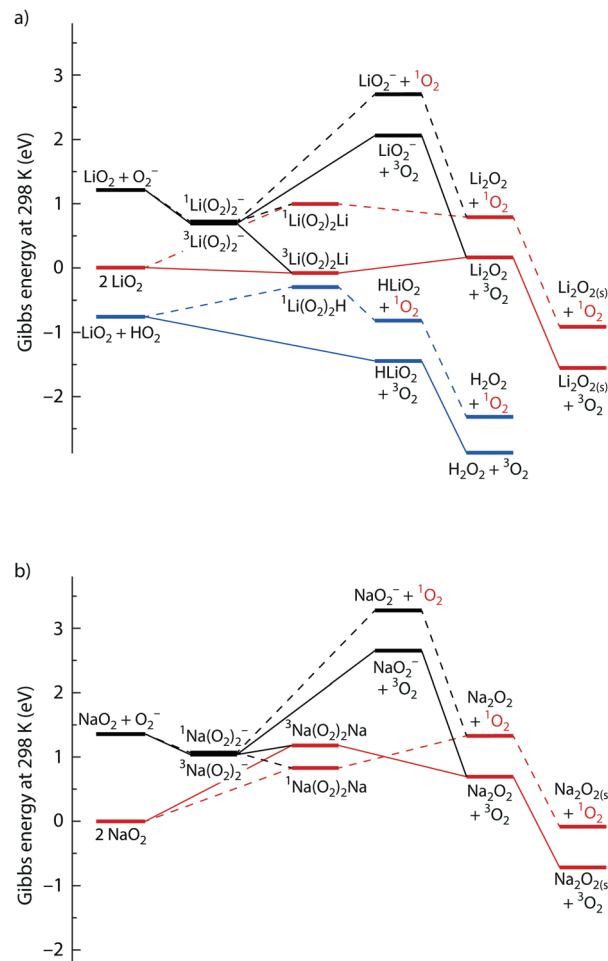 a)
Gibbs energy at 298 K (eV)
3
2
1
0
−1
−2
LiO₂ + O₂⁻
¹Li(O₂)₂⁻
³Li(O₂)₂⁻
2 LiO₂
LiO₂ + HO₂
LiO₂⁻ + ¹O₂
LiO₂⁻
+ ³O₂
¹Li(O₂)₂Li
³Li(O₂)₂Li
¹Li(O₂)₂H
HLiO₂
+ ¹O₂
HLiO₂
+ ³O₂
Li₂O₂
+ ¹O₂
Li₂O₂
+ ³O₂
H₂O₂
+ ¹O₂
H₂O₂ + ³O₂
Li₂O₂₍s₎
+ ¹O₂
Li₂O₂₍s₎
+ ³O₂
b)
Gibbs energy at 298 K (eV)
3
2
1
0
−1
−2
NaO₂ + O₂⁻
¹Na(O₂)₂⁻
³Na(O₂)₂⁻
2 NaO₂
NaO₂⁻ + ¹O₂
NaO₂⁻
+ ³O₂
³Na(O₂)₂Na
¹Na(O₂)₂Na
Na₂O₂
+ ¹O₂
Na₂O₂
+ ³O₂
Na₂O₂₍s
+ ¹O₂
Na₂O₂₍s
+ ³O₂